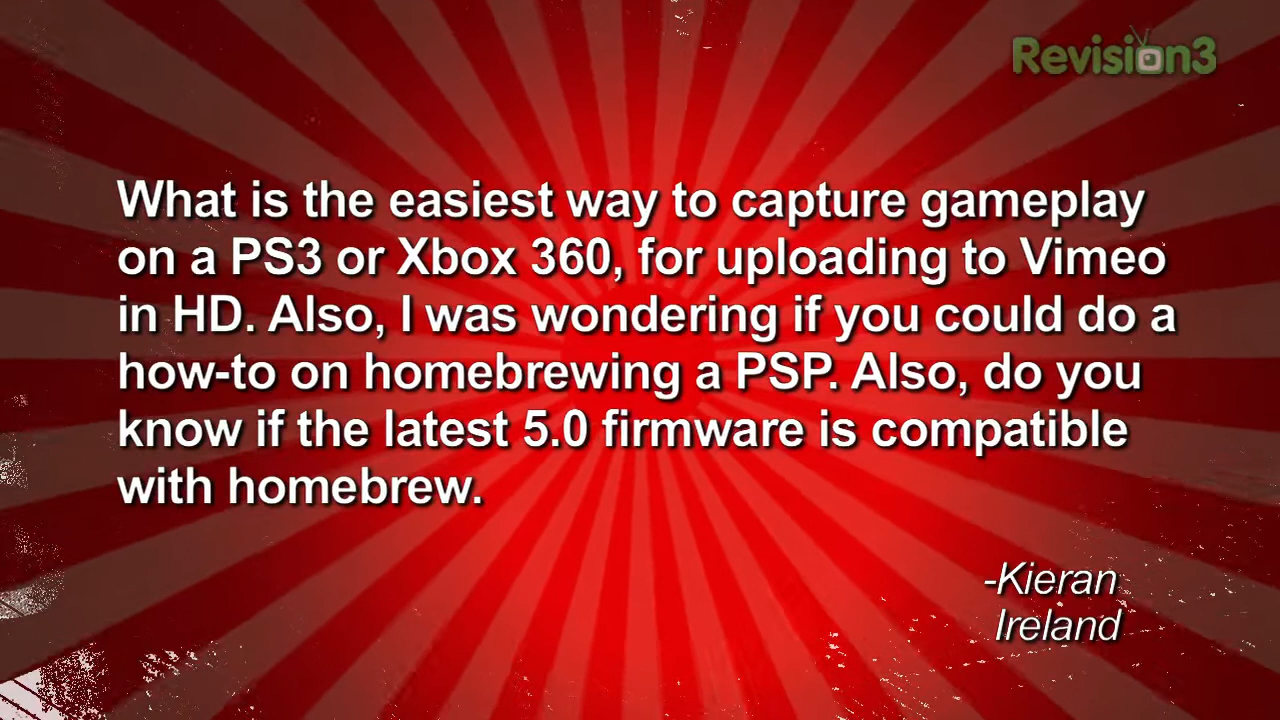 Revision3
What is the easiest way to capture gameplay
on a PS3 or Xbox 360, for uploading to Vimeo
in HD. Also, I was wondering if you could do a
how-to on homebrewing a PSP. Also, do you
know if the latest 5.0 firmware is compatible
with homebrew.
-Kieran
Ireland